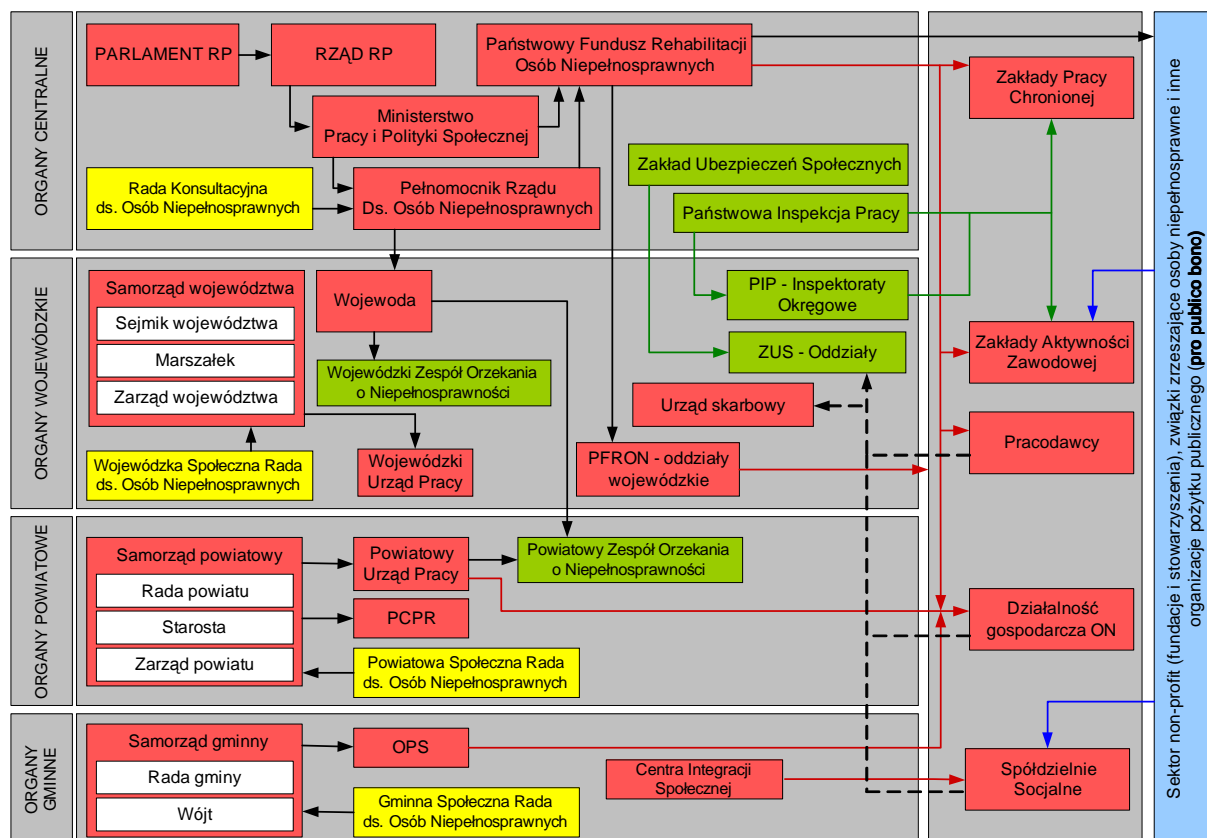 ORGANY CENTRALNE
PARLAMENT RP
RZĄD RP
Państwowy Fundusz Rehabilitacji
Osób Niepełnosprawnych
Ministerstwo
Pracy i Polityki Społecznej
Rada Konsultacyjna
ds. Osób Niepełnosprawnych
Pełnomocnik Rządu
Ds. Osób Niepełnosprawnych
Zakład Ubezpieczeń Społecznych
Państwowa Inspekcja Pracy
Zakłady Pracy
Chronionej
ORGANY WOJEWÓDZKIE
Samorząd województwa
Sejmik województwa
Marszałek
Zarząd województwa
Wojewódzka Społeczna Rada
ds. Osób Niepełnosprawnych
Wojewoda
Wojewódzki Zespół Orzekania
o Niepełnosprawności
Wojewódzki
Urząd Pracy
PIP - Inspektoraty
Okręgowe
ZUS - Oddziały
Urząd skarbowy
PFRON - oddziały
wojewódzkie
Zakłady Aktywności
Zawodowej
Pracodawcy
ORGANY POWIATOWE
Samorząd powiatowy
Rada powiatu
Starosta
Zarząd powiatu
Powiatowy
Urząd Pracy
PCPR
Powiatowa Społeczna Rada
ds. Osób Niepełnosprawnych
Powiatowy Zespół Orzekania
o Niepełnosprawności
Działalność
gospodarcza ON
ORGANY
GMINNE
Samorząd gminny
Rada gminy
Wójt
OPS
Gminna Społeczna Rada
ds. Osób Niepełnosprawnych
Centra Integracji
Społecznej
Spółdzielnie
Socjalne
Sektor non-profit (fundacje i stowarzyszenia), związki zrzeszające osoby niepełnosprawne i inne
organizacje pożytku publicznego (pro publico bono)